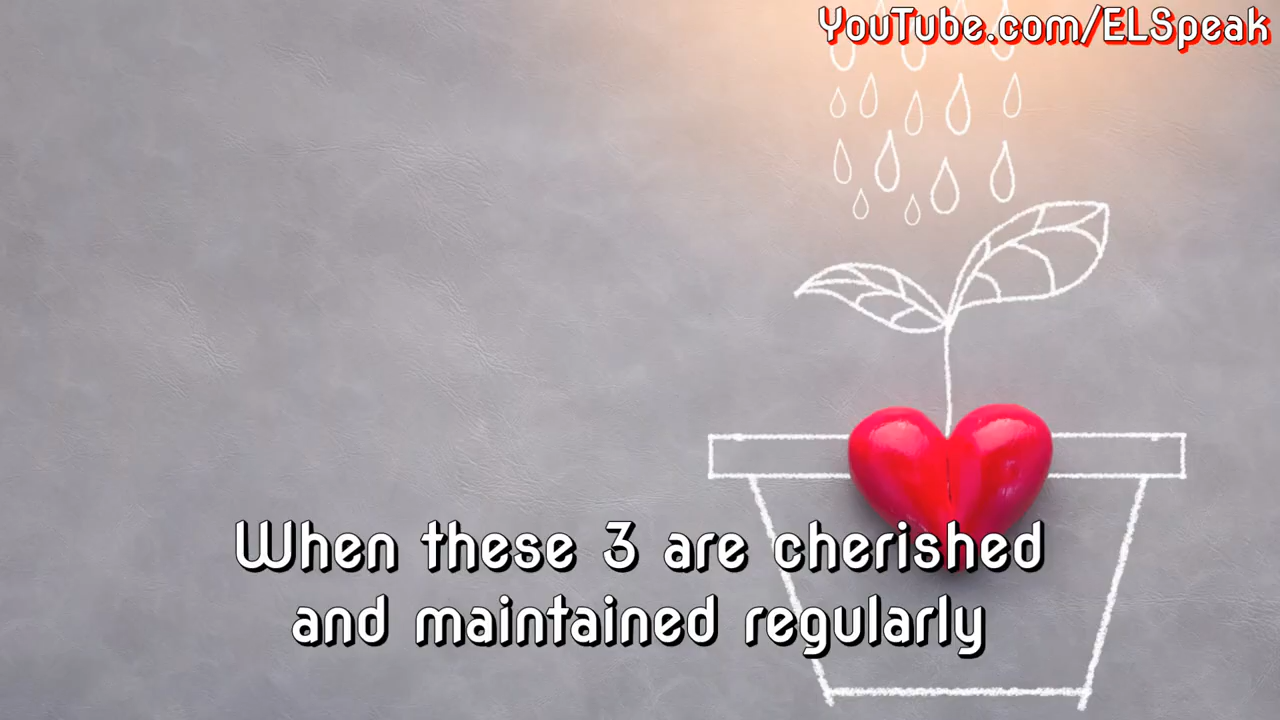 YouTube.com/ELSpeak
When these 3 are cherished
and maintained regularly